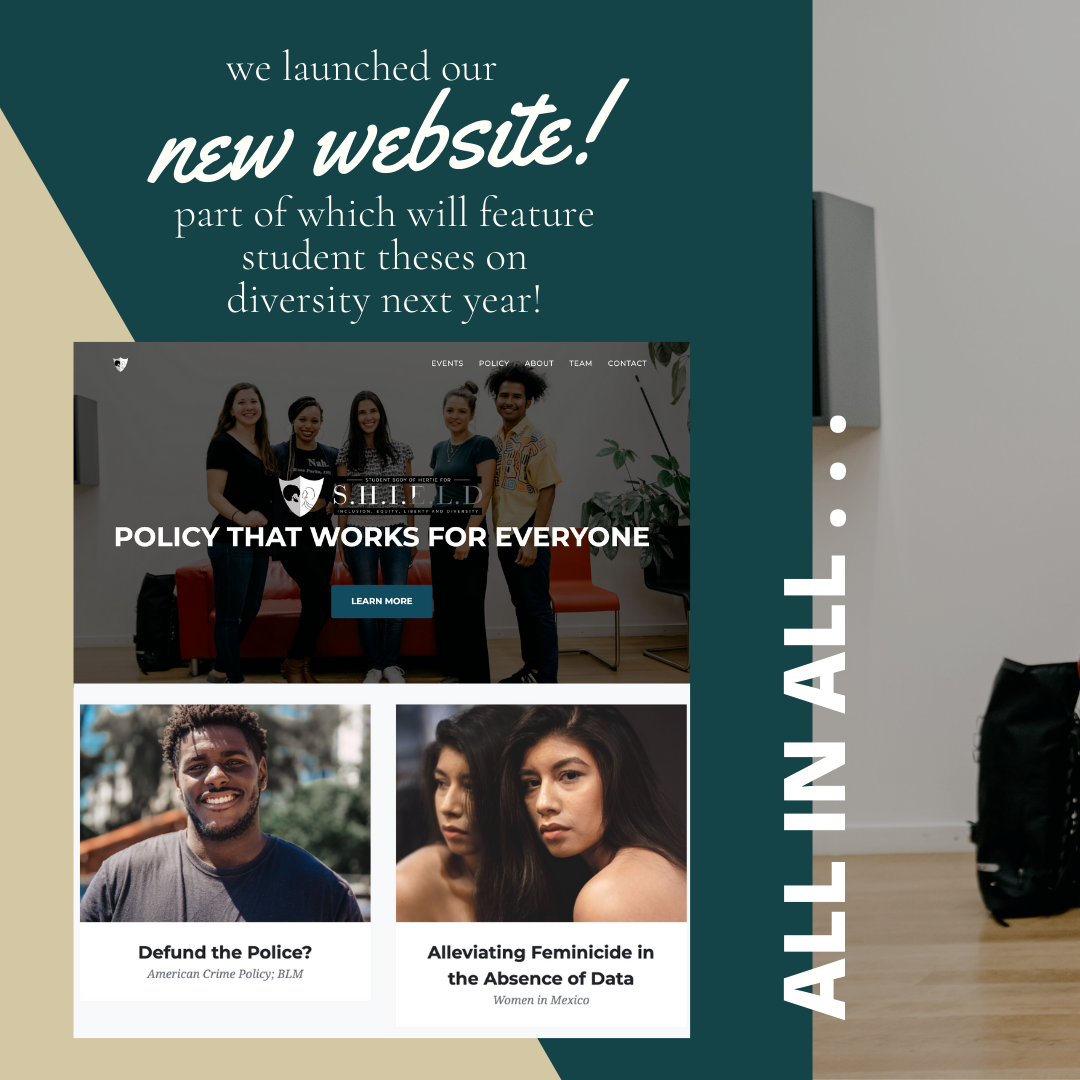 we launched our
new website!
part of which will feature
student theses on
diversity next year!
EVENTS POLICY ABOUT TEAM CONTACT
Nah.
STUDENT BODY OF HERTIE FOR
S.H.I.E.L.D
INCLUSION, EQUITY, LIBERTY AND DIVERSITY
POLICY THAT WORKS FOR EVERYONE
LEARN MORE
Defund the Police?
American Crime Policy; BLM
Alleviating Feminicide in
the Absence of Data
Women in Mexico
ALL IN ALL . . .